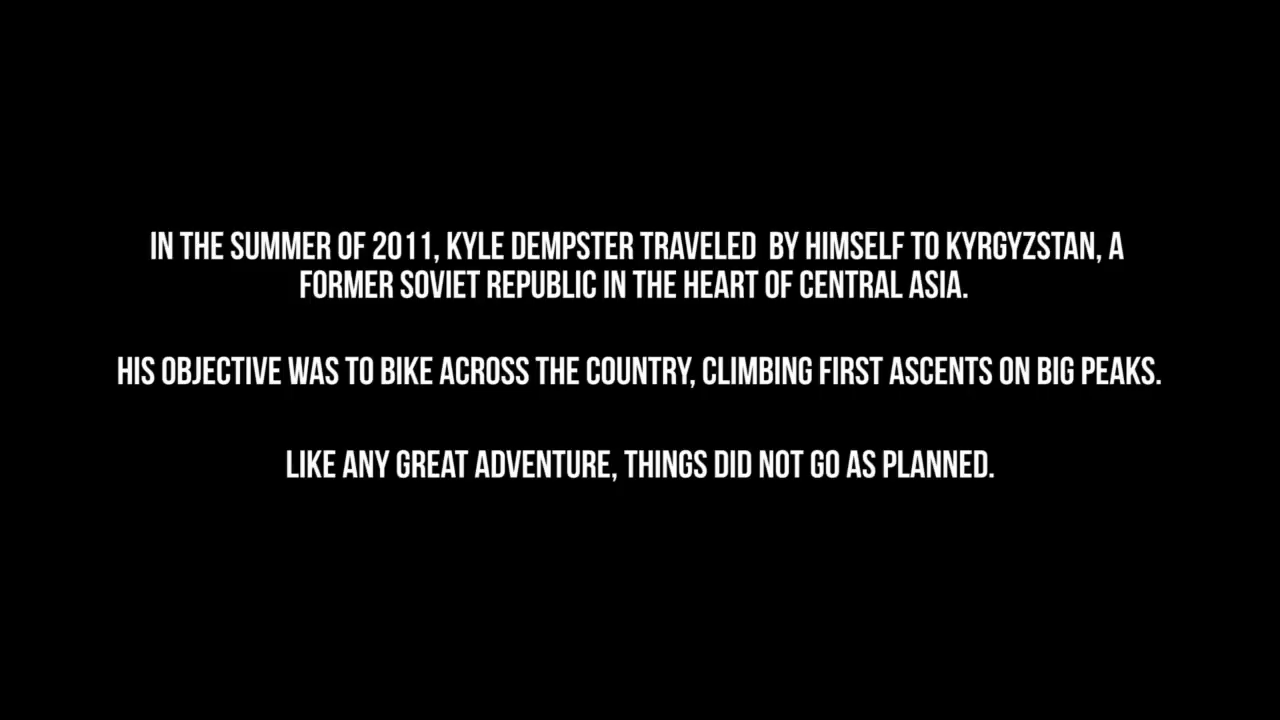 IN THE SUMMER OF 2011, KYLE DEMPSTER TRAVELED  BY HIMSELF TO KYRGYZSTAN, A
FORMER SOVIET REPUBLIC IN THE HEART OF CENTRAL ASIA.
HIS OBJECTIVE WAS TO BIKE ACROSS THE COUNTRY, CLIMBING FIRST ASCENTS ON BIG PEAKS.
LIKE ANY GREAT ADVENTURE, THINGS DID NOT GO AS PLANNED.